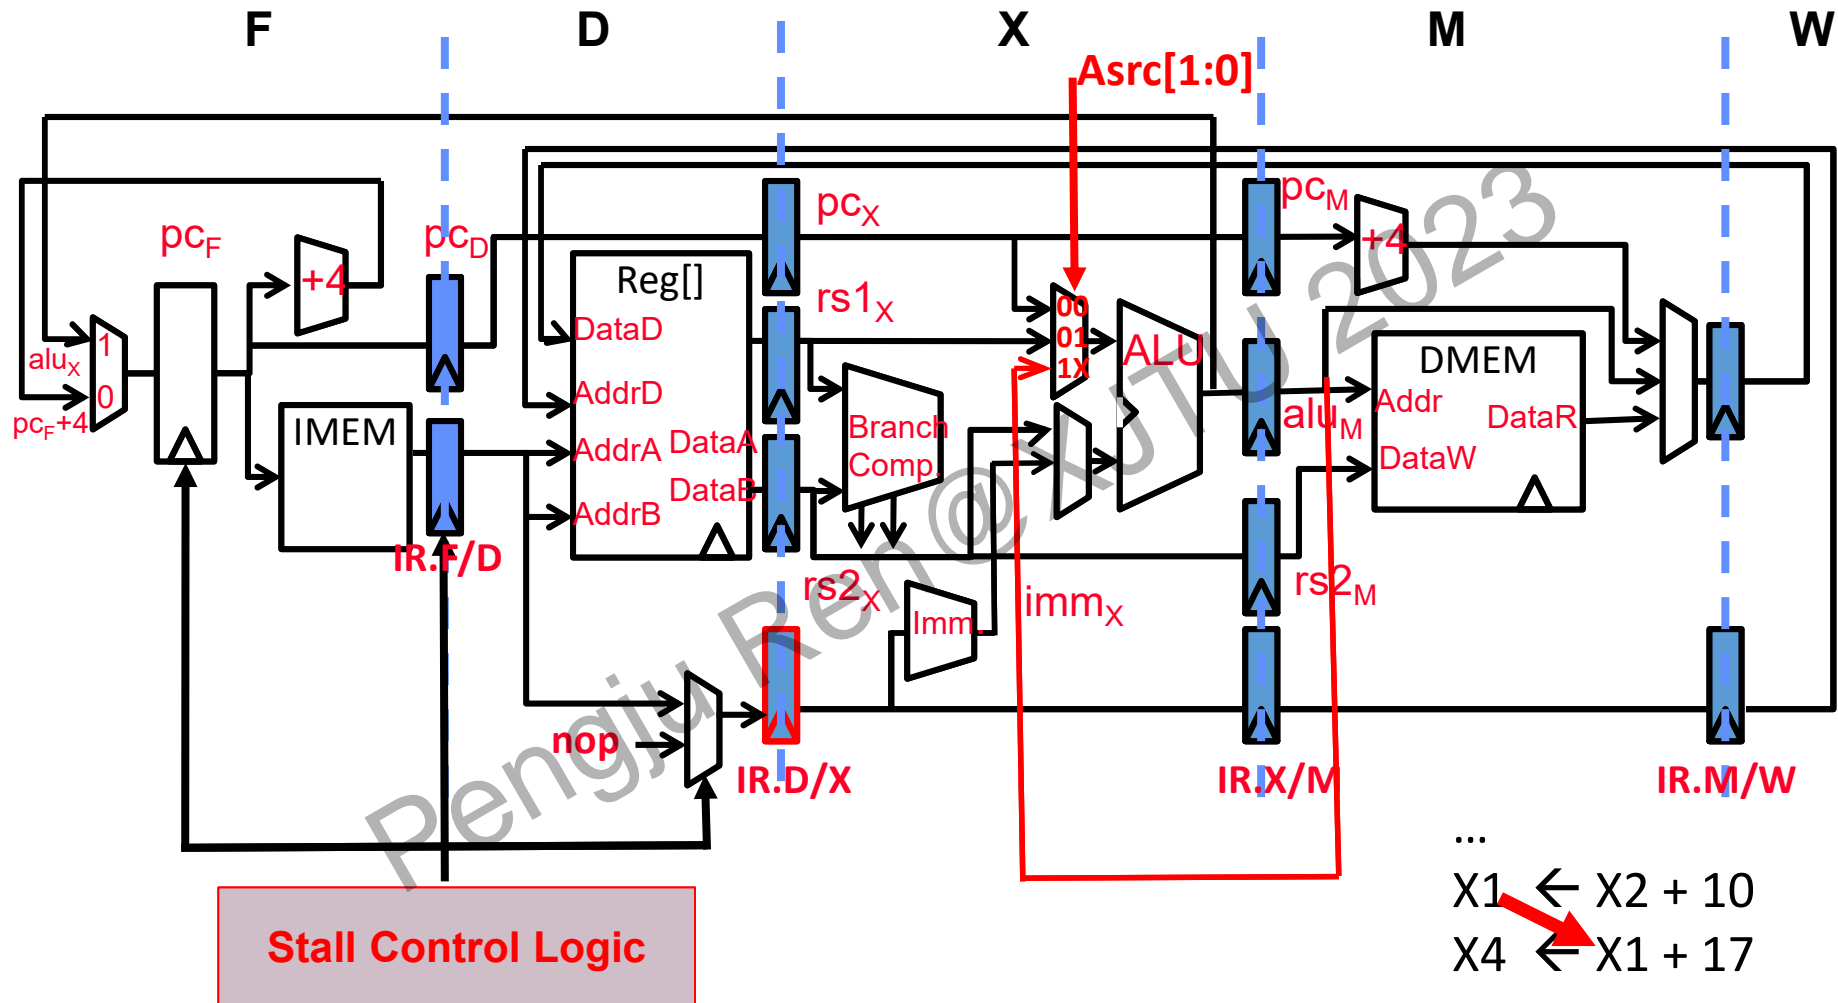 F D X M W
Asrc[1:0]
pcF
pcD
pcX
pcM
+4
+4
Reg[]
rs1X
00
01
1X
DataD
ALU
DMEM
1
0
aluX
pcF+4
IMEM
AddrD
AddrA
AddrB
DataA
DataB
Branch
Comp.
aluM
Addr
DataR
DataW
IR.F/D
rs2X
Imm.
immX
rs2M
nop
IR.D/X
IR.X/M
IR.M/W
Stall Control Logic
...
X1 ← X2 + 10
X4 ← X1 + 17
Pengju Ren@XJTU 2023